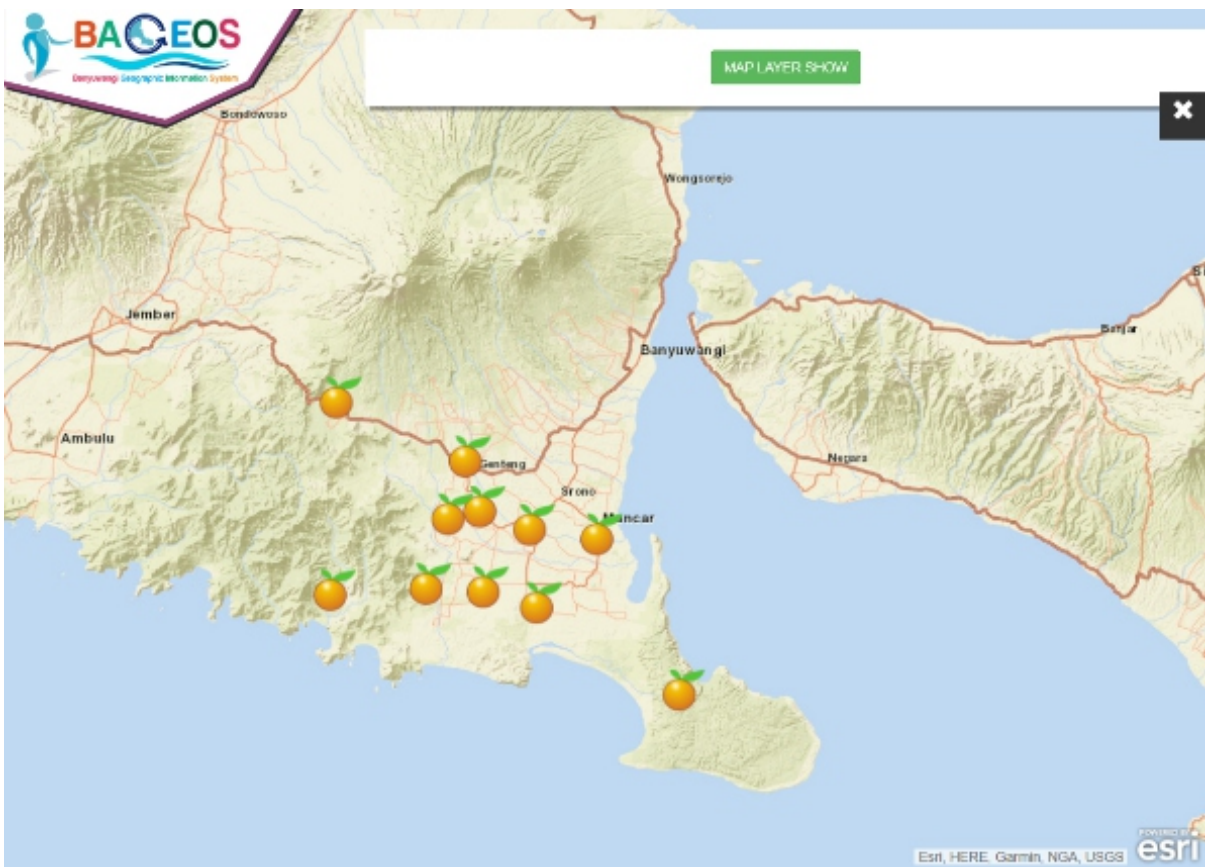 BAGEOS
Banyuwangi Geographic Information System
MAP LAYER SHOW
Bondowoso
Wongsorejo
Jember
Banjar
Banyuwangi
Ambulu
Negara
Genteng
Srono
Muncar
Esri, HERE, Garmin, NGA, USGS
POWERED BY
esri